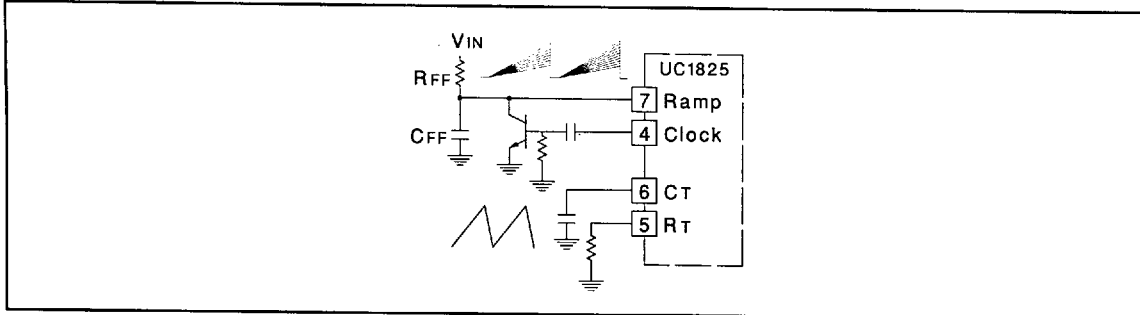 VIN
RFF
UC1825
7 Ramp
CFF
4 Clock
6 CT
5 RT